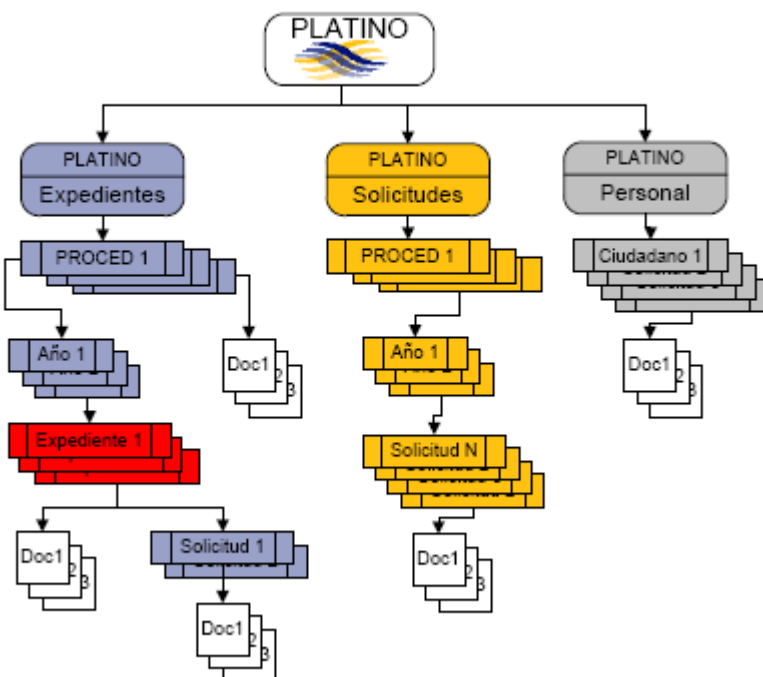 PLATINO
PLATINO
Expedientes
PLATINO
Solicitudes
PLATINO
Personal
PROCED 1
PROCED 1
Ciudadano 1
Año 1
Doc1
2
3
Año 1
Doc1
2
3
Expediente 1
Solicitud N
Doc1
2
3
Solicitud 1
Doc1
2
3
Doc1
2
3